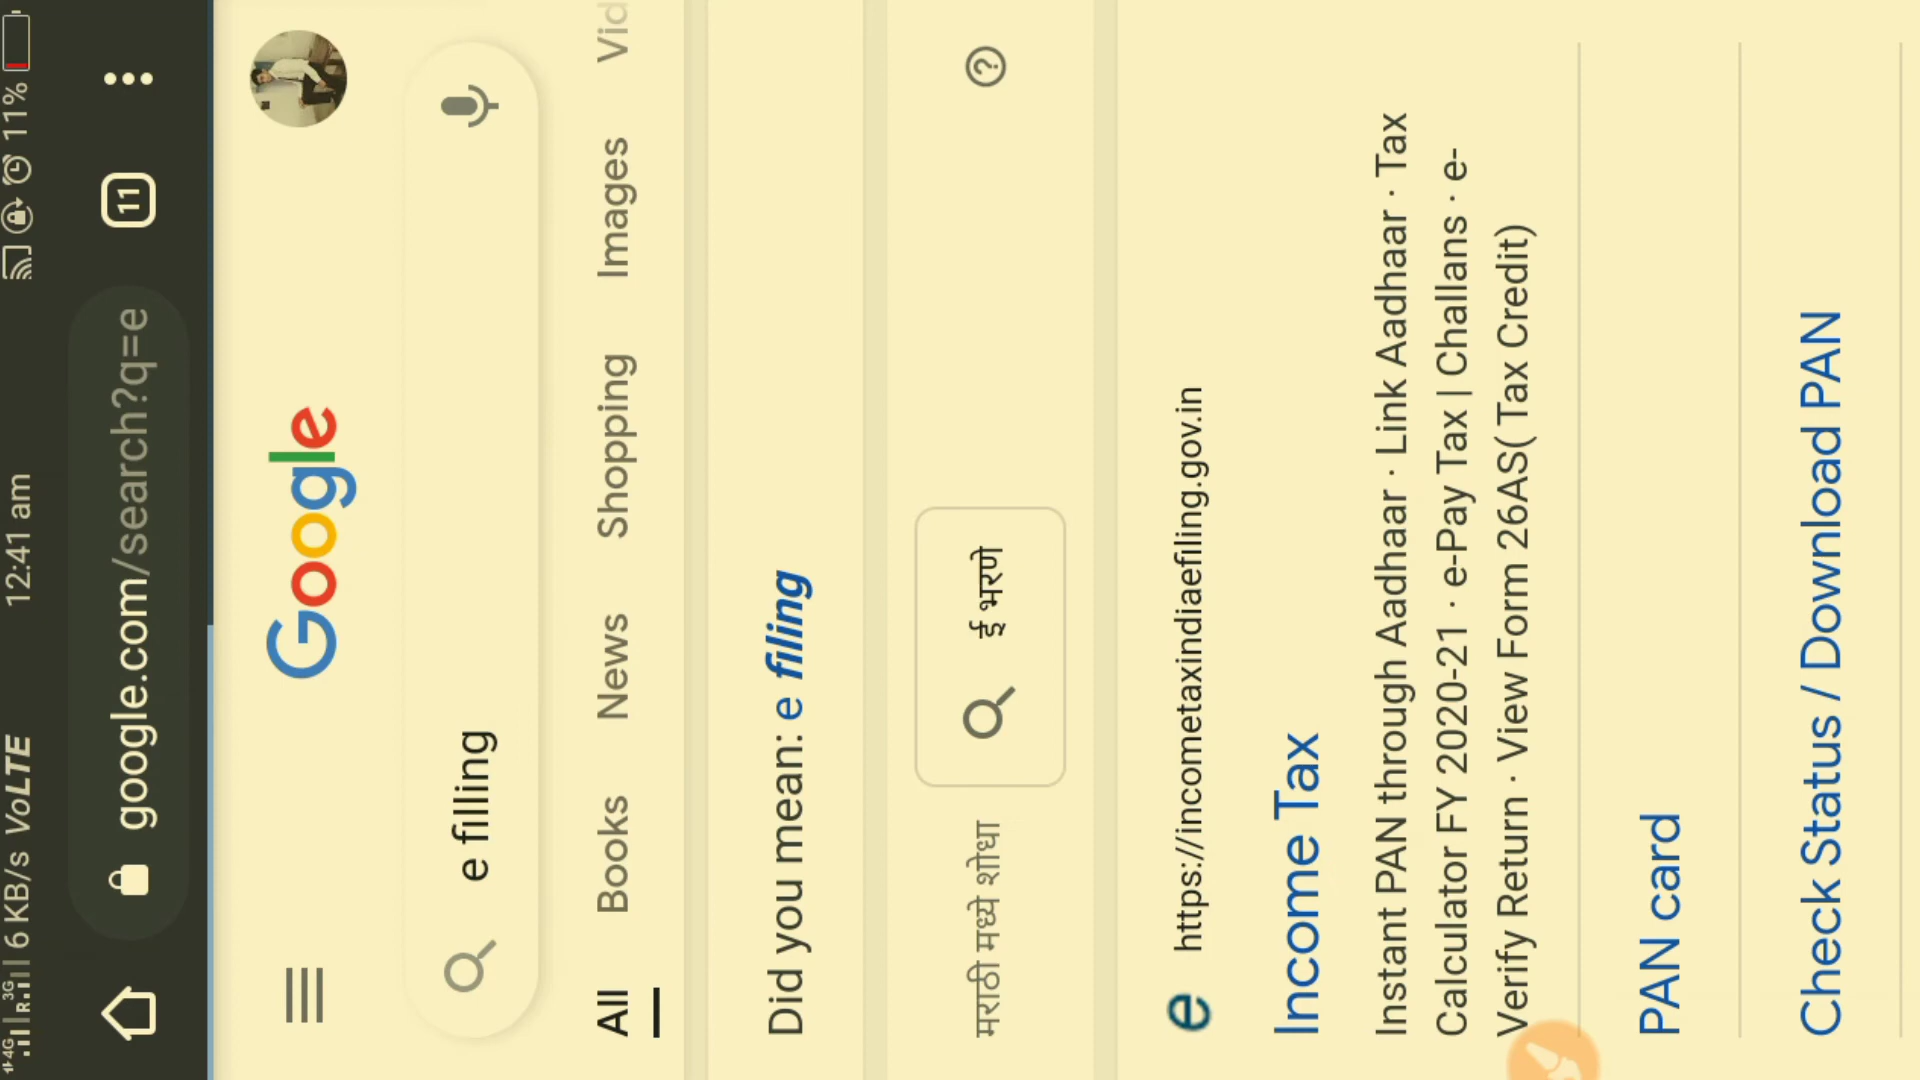 4G 3G R 6 KB/s VoLTE 12:41 am 11%
google.com/search?q=e 11
Google
e filling
All Books News Shopping Images Vid
Did you mean: e filing
मराठी मध्ये शोधा ई भरणे
https://incometaxindiaefiling.gov.in
Income Tax
Instant PAN through Aadhaar · Link Aadhaar · Tax
Calculator FY 2020-21 · e-Pay Tax | Challans · e-
Verify Return · View Form 26AS( Tax Credit)
PAN card
Check Status / Download PAN